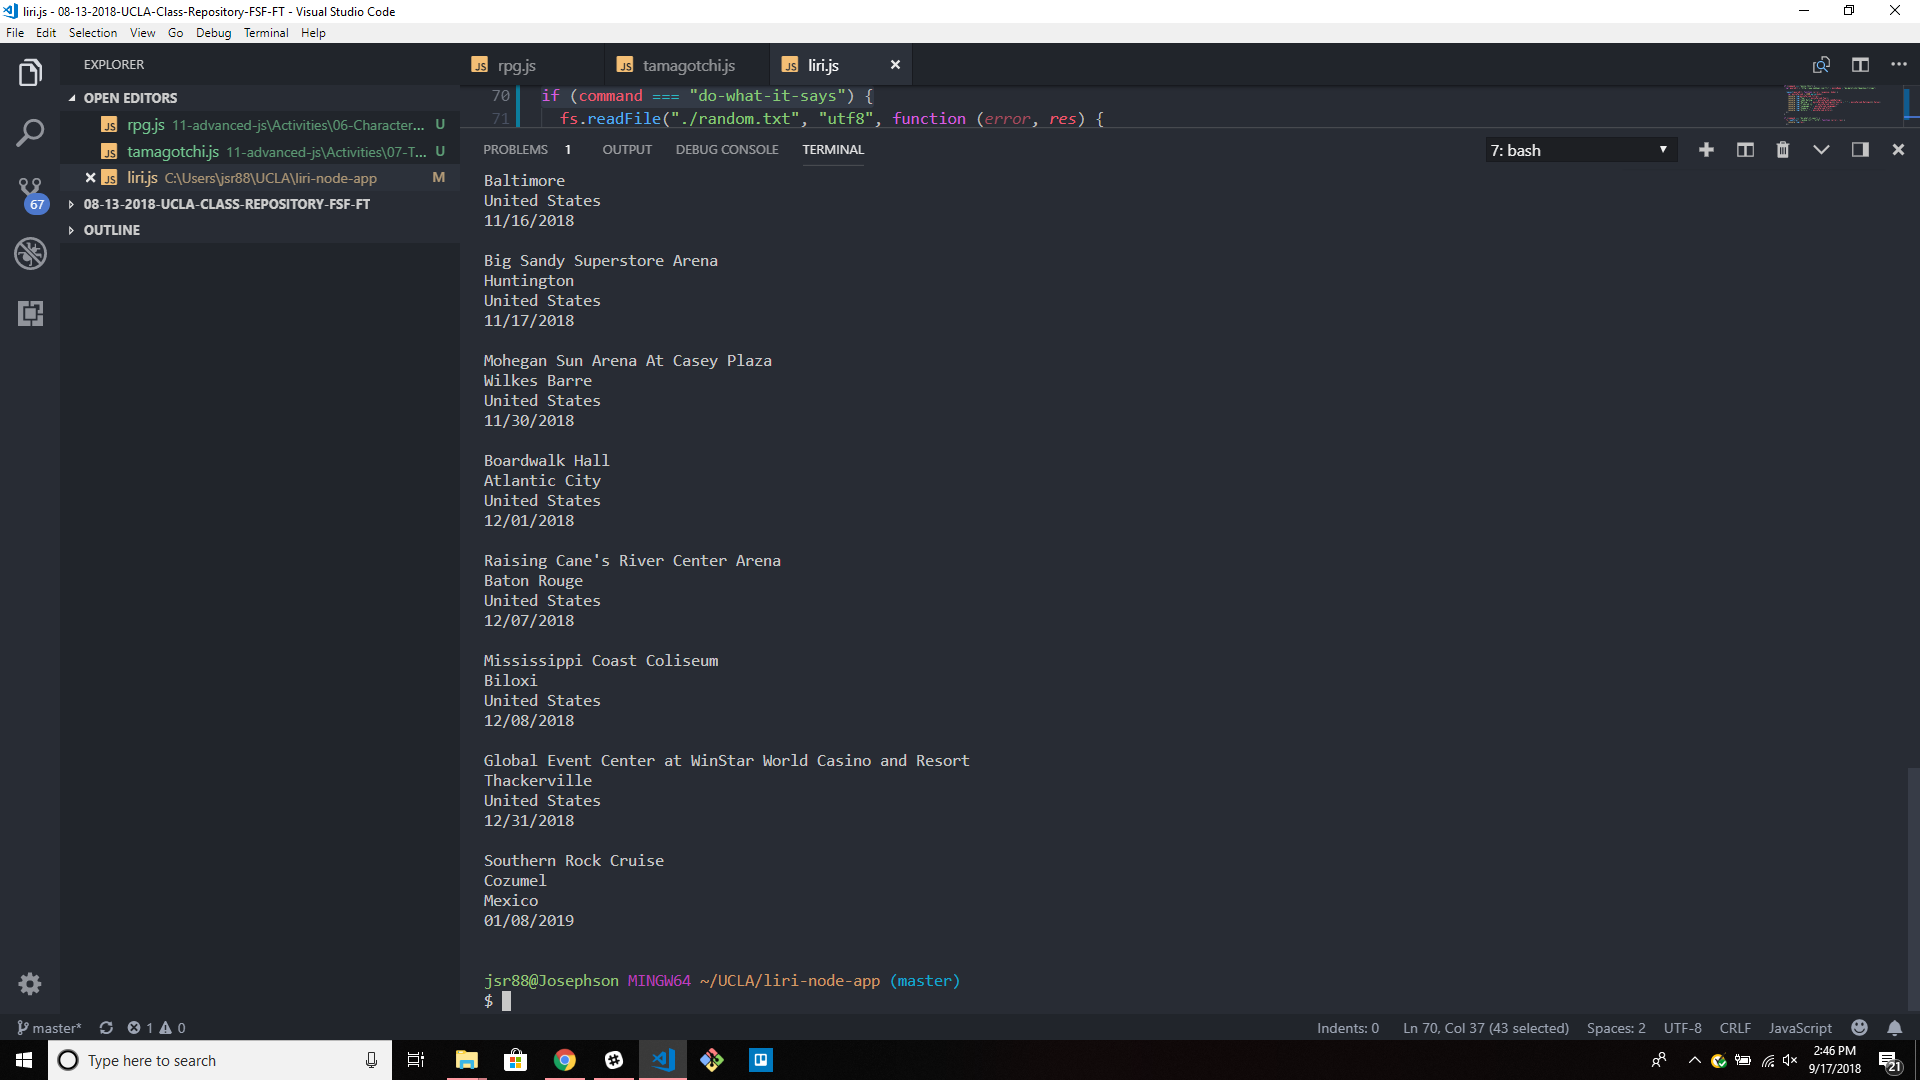 liri.js - 08-13-2018-UCLA-Class-Repository-FSF-FT - Visual Studio Code
File Edit Selection View Go Debug Terminal Help
EXPLORER
OPEN EDITORS
JS rpg.js 11-advanced-js\Activities\06-Character... U
JS tamagotchi.js 11-advanced-js\Activities\07-T... U
JS liri.js C:\Users\jsr88\UCLA\liri-node-app M
67
08-13-2018-UCLA-CLASS-REPOSITORY-FSF-FT
OUTLINE
JS rpg.js JS tamagotchi.js JS liri.js
70 if (command === "do-what-it-says") {
71 fs.readFile("./random.txt", "utf8", function (error, res) {
PROBLEMS 1 OUTPUT DEBUG CONSOLE TERMINAL 7: bash
Baltimore
United States
11/16/2018
Big Sandy Superstore Arena
Huntington
United States
11/17/2018
Mohegan Sun Arena At Casey Plaza
Wilkes Barre
United States
11/30/2018
Boardwalk Hall
Atlantic City
United States
12/01/2018
Raising Cane's River Center Arena
Baton Rouge
United States
12/07/2018
Mississippi Coast Coliseum
Biloxi
United States
12/08/2018
Global Event Center at WinStar World Casino and Resort
Thackerville
United States
12/31/2018
Southern Rock Cruise
Cozumel
Mexico
01/08/2019
jsr88@Josephson MINGW64 ~/UCLA/liri-node-app (master)
$
master* 1 0 Indents: 0 Ln 70, Col 37 (43 selected) Spaces: 2 UTF-8 CRLF JavaScript
Type here to search
2:46 PM
9/17/2018
21